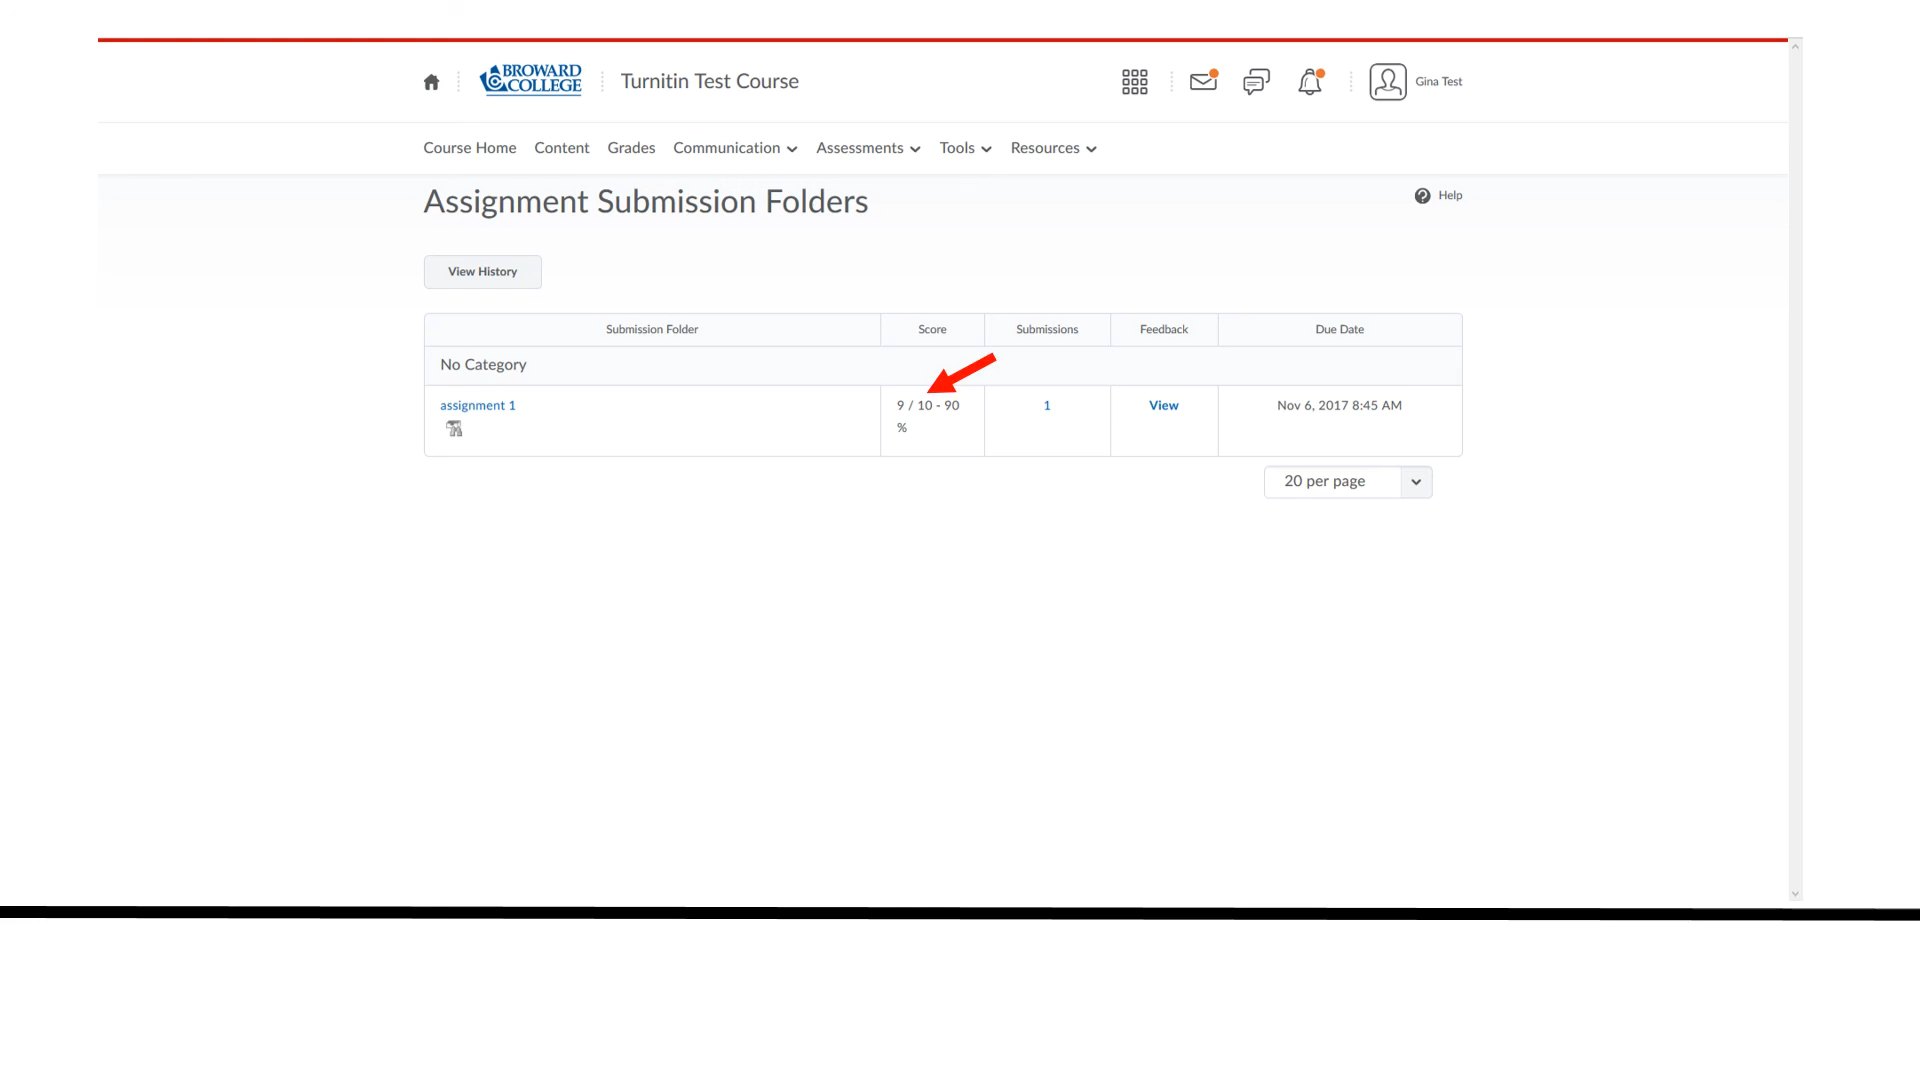 BROWARD
COLLEGE
Turnitin Test Course
Gina Test
Course Home Content Grades Communication Assessments Tools Resources
Assignment Submission Folders
Help
View History
Submission Folder Score Submissions Feedback Due Date
No Category
assignment 1 9 / 10 - 90 1 View Nov 6, 2017 8:45 AM
%
20 per page